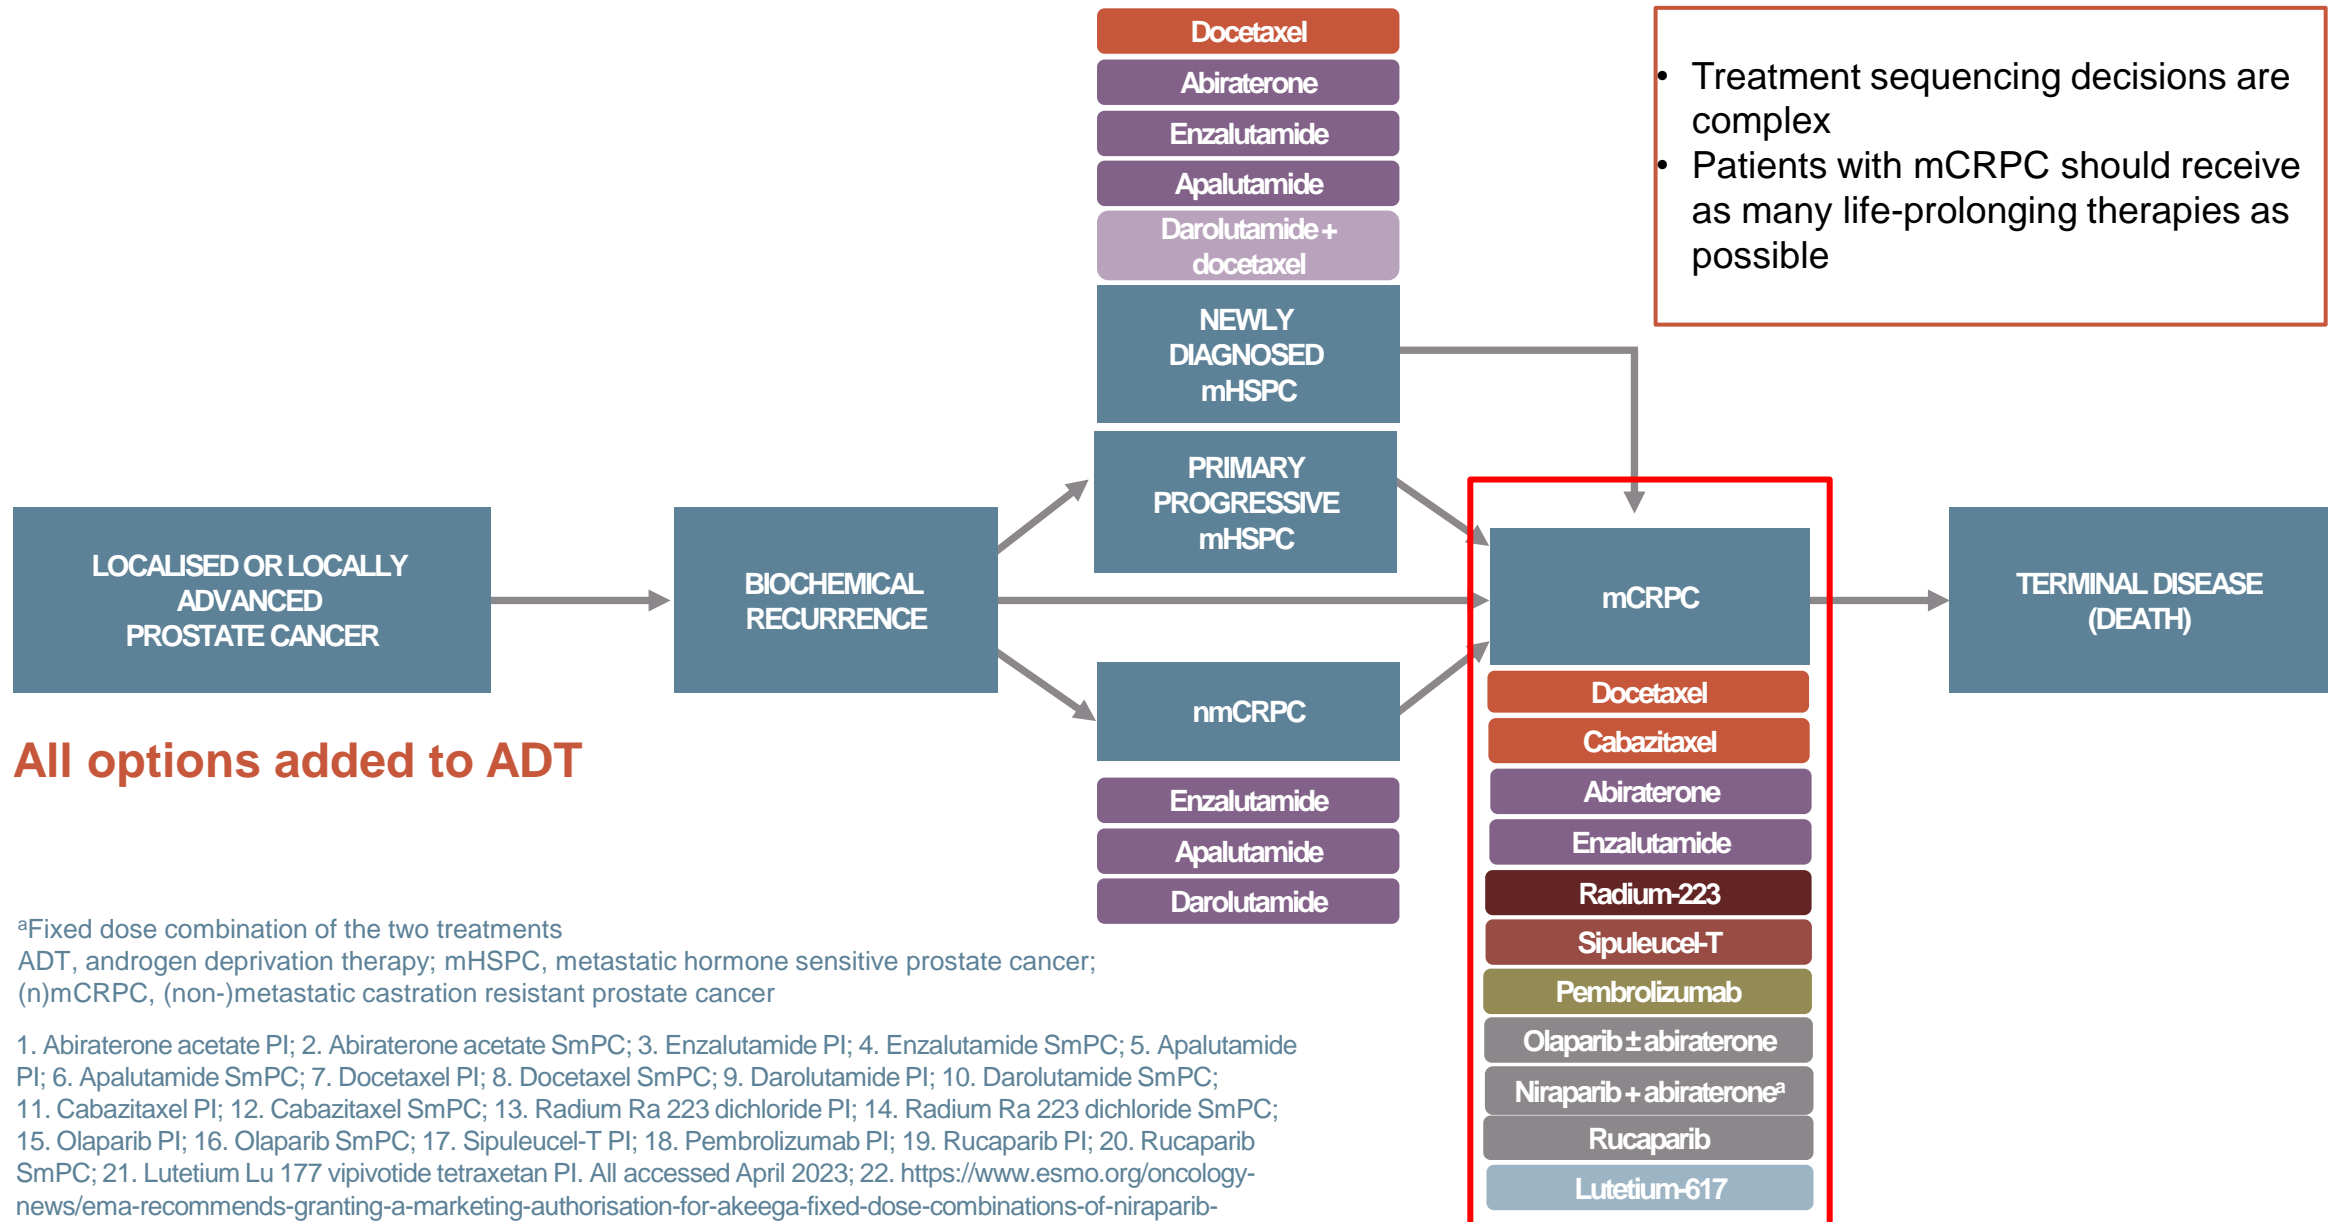 Docetaxel
Abiraterone
Enzalutamide
Apalutamide
Darolutamide +
docetaxel
• Treatment sequencing decisions are
complex
• Patients with mCRPC should receive
as many life-prolonging therapies as
possible
NEWLY
DIAGNOSED
mHSPC
PRIMARY
PROGRESSIVE
mHSPC
LOCALISED OR LOCALLY
ADVANCED
PROSTATE CANCER
BIOCHEMICAL
RECURRENCE
mCRPC
TERMINAL DISEASE
(DEATH)
nmCRPC
Enzalutamide
Apalutamide
Darolutamide
Docetaxel
Cabazitaxel
Abiraterone
Enzalutamide
Radium-223
Sipuleucel-T
Pembrolizumab
Olaparib ± abiraterone
Niraparib + abirateroneᵃ
Rucaparib
Lutetium-617
All options added to ADT
ᵃFixed dose combination of the two treatments
ADT, androgen deprivation therapy; mHSPC, metastatic hormone sensitive prostate cancer;
(n)mCRPC, (non-)metastatic castration resistant prostate cancer
1. Abiraterone acetate PI; 2. Abiraterone acetate SmPC; 3. Enzalutamide PI; 4. Enzalutamide SmPC; 5. Apalutamide
PI; 6. Apalutamide SmPC; 7. Docetaxel PI; 8. Docetaxel SmPC; 9. Darolutamide PI; 10. Darolutamide SmPC;
11. Cabazitaxel PI; 12. Cabazitaxel SmPC; 13. Radium Ra 223 dichloride PI; 14. Radium Ra 223 dichloride SmPC;
15. Olaparib PI; 16. Olaparib SmPC; 17. Sipuleucel-T PI; 18. Pembrolizumab PI; 19. Rucaparib PI; 20. Rucaparib
SmPC; 21. Lutetium Lu 177 vipivotide tetraxetan PI. All accessed April 2023; 22. https://www.esmo.org/oncology-
news/ema-recommends-granting-a-marketing-authorisation-for-akeega-fixed-dose-combinations-of-niraparib-